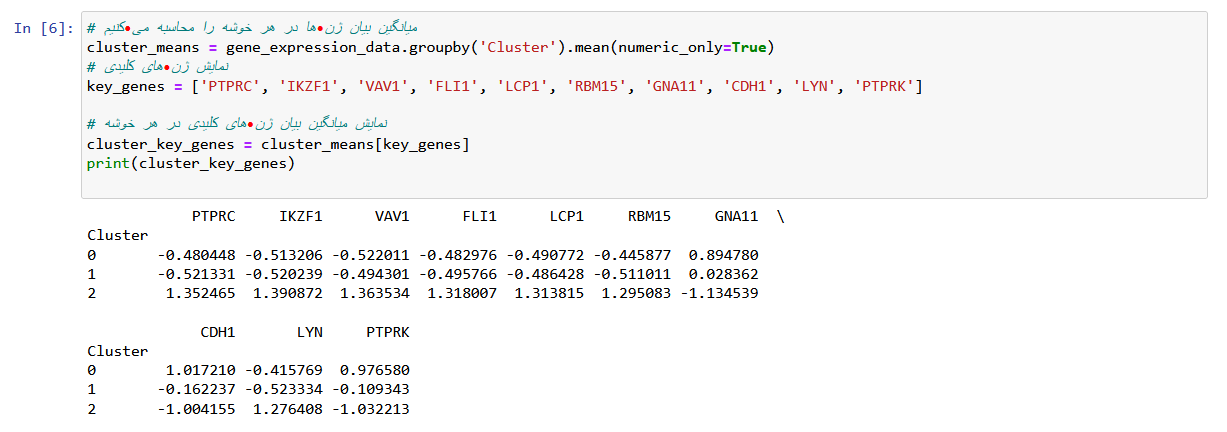 In [6]:
# میانگین بیان ژن•ها در هر خوشه را محاسبه می•کنیم
cluster_means = gene_expression_data.groupby('Cluster').mean(numeric_only=True)
# نمایش ژن•های کلیدی
key_genes = ['PTPRC', 'IKZF1', 'VAV1', 'FLI1', 'LCP1', 'RBM15', 'GNA11', 'CDH1', 'LYN', 'PTPRK']
# نمایش میانگین بیان ژن•های کلیدی در هر خوشه
cluster_key_genes = cluster_means[key_genes]
print(cluster_key_genes)
PTPRC IKZF1 VAV1 FLI1 LCP1 RBM15 GNA11 \
Cluster
0 -0.480448 -0.513206 -0.522011 -0.482976 -0.490772 -0.445877 0.894780
1 -0.521331 -0.520239 -0.494301 -0.495766 -0.486428 -0.511011 0.028362
2 1.352465 1.390872 1.363534 1.318007 1.313815 1.295083 -1.134539
CDH1 LYN PTPRK
Cluster
0 1.017210 -0.415769 0.976580
1 -0.162237 -0.523334 -0.109343
2 -1.004155 1.276408 -1.032213